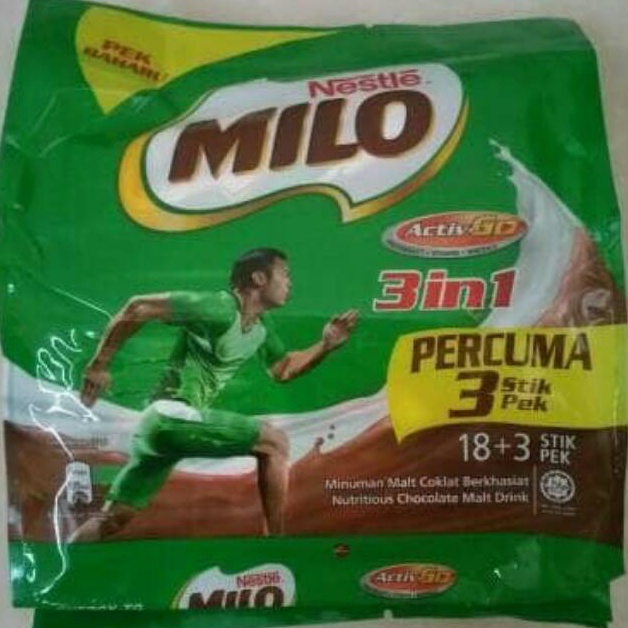 PEK
BAHARU
Nestlé
MILO
Activ-Go
3in1
PERCUMA
3 Stik
Pek
18+3 STIK
PEK
Minuman Malt Coklat Berkhasiat
Nutritious Chocolate Malt Drink
Nestlé
MILO
Activ-Go